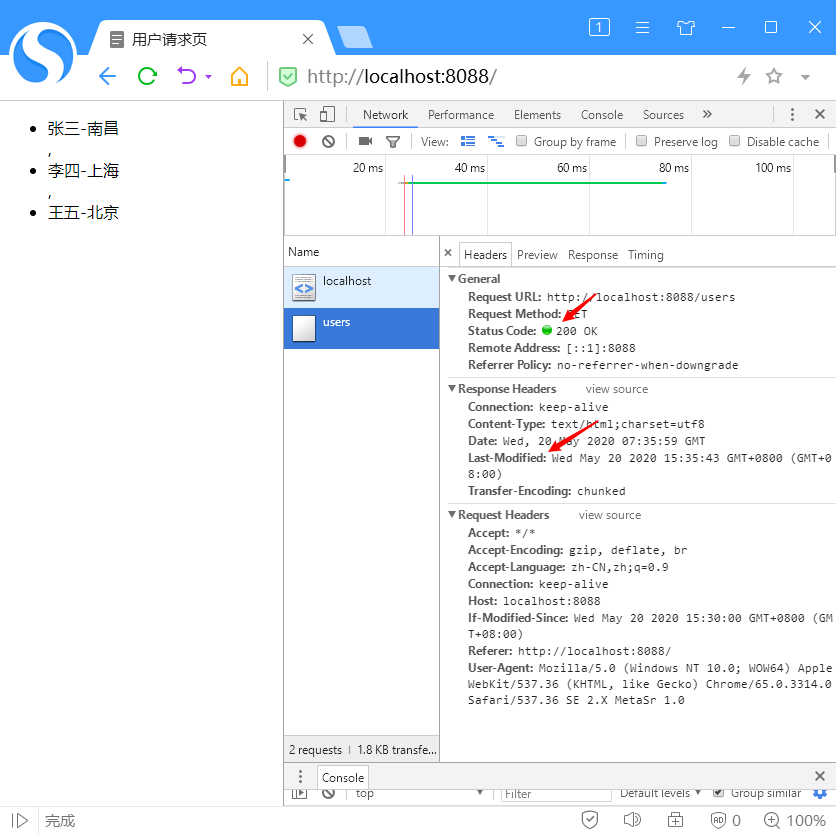 1
用户请求页
http://localhost:8088/
张三-南昌
,
李四-上海
,
王五-北京
Network Performance Elements Console Sources »
View: Group by frame Preserve log Disable cache
20 ms 40 ms 60 ms 80 ms 100 ms
Name
localhost
users
× Headers Preview Response Timing
General
Request URL: http://localhost:8088/users
Request Method: GET
Status Code: 200 OK
Remote Address: [::1]:8088
Referrer Policy: no-referrer-when-downgrade
Response Headers view source
Connection: keep-alive
Content-Type: text/html;charset=utf8
Date: Wed, 20 May 2020 07:35:59 GMT
Last-Modified: Wed May 20 2020 15:35:43 GMT+0800 (GMT+0
8:00)
Transfer-Encoding: chunked
Request Headers view source
Accept: */*
Accept-Encoding: gzip, deflate, br
Accept-Language: zh-CN,zh;q=0.9
Connection: keep-alive
Host: localhost:8088
If-Modified-Since: Wed May 20 2020 15:30:00 GMT+0800 (GM
T+08:00)
Referer: http://localhost:8088/
User-Agent: Mozilla/5.0 (Windows NT 10.0; WOW64) Apple
WebKit/537.36 (KHTML, like Gecko) Chrome/65.0.3314.0
Safari/537.36 SE 2.X MetaSr 1.0
2 requests | 1.8 KB transfe...
Console
top Filter Default levels Group similar
完成
AD 0 100%